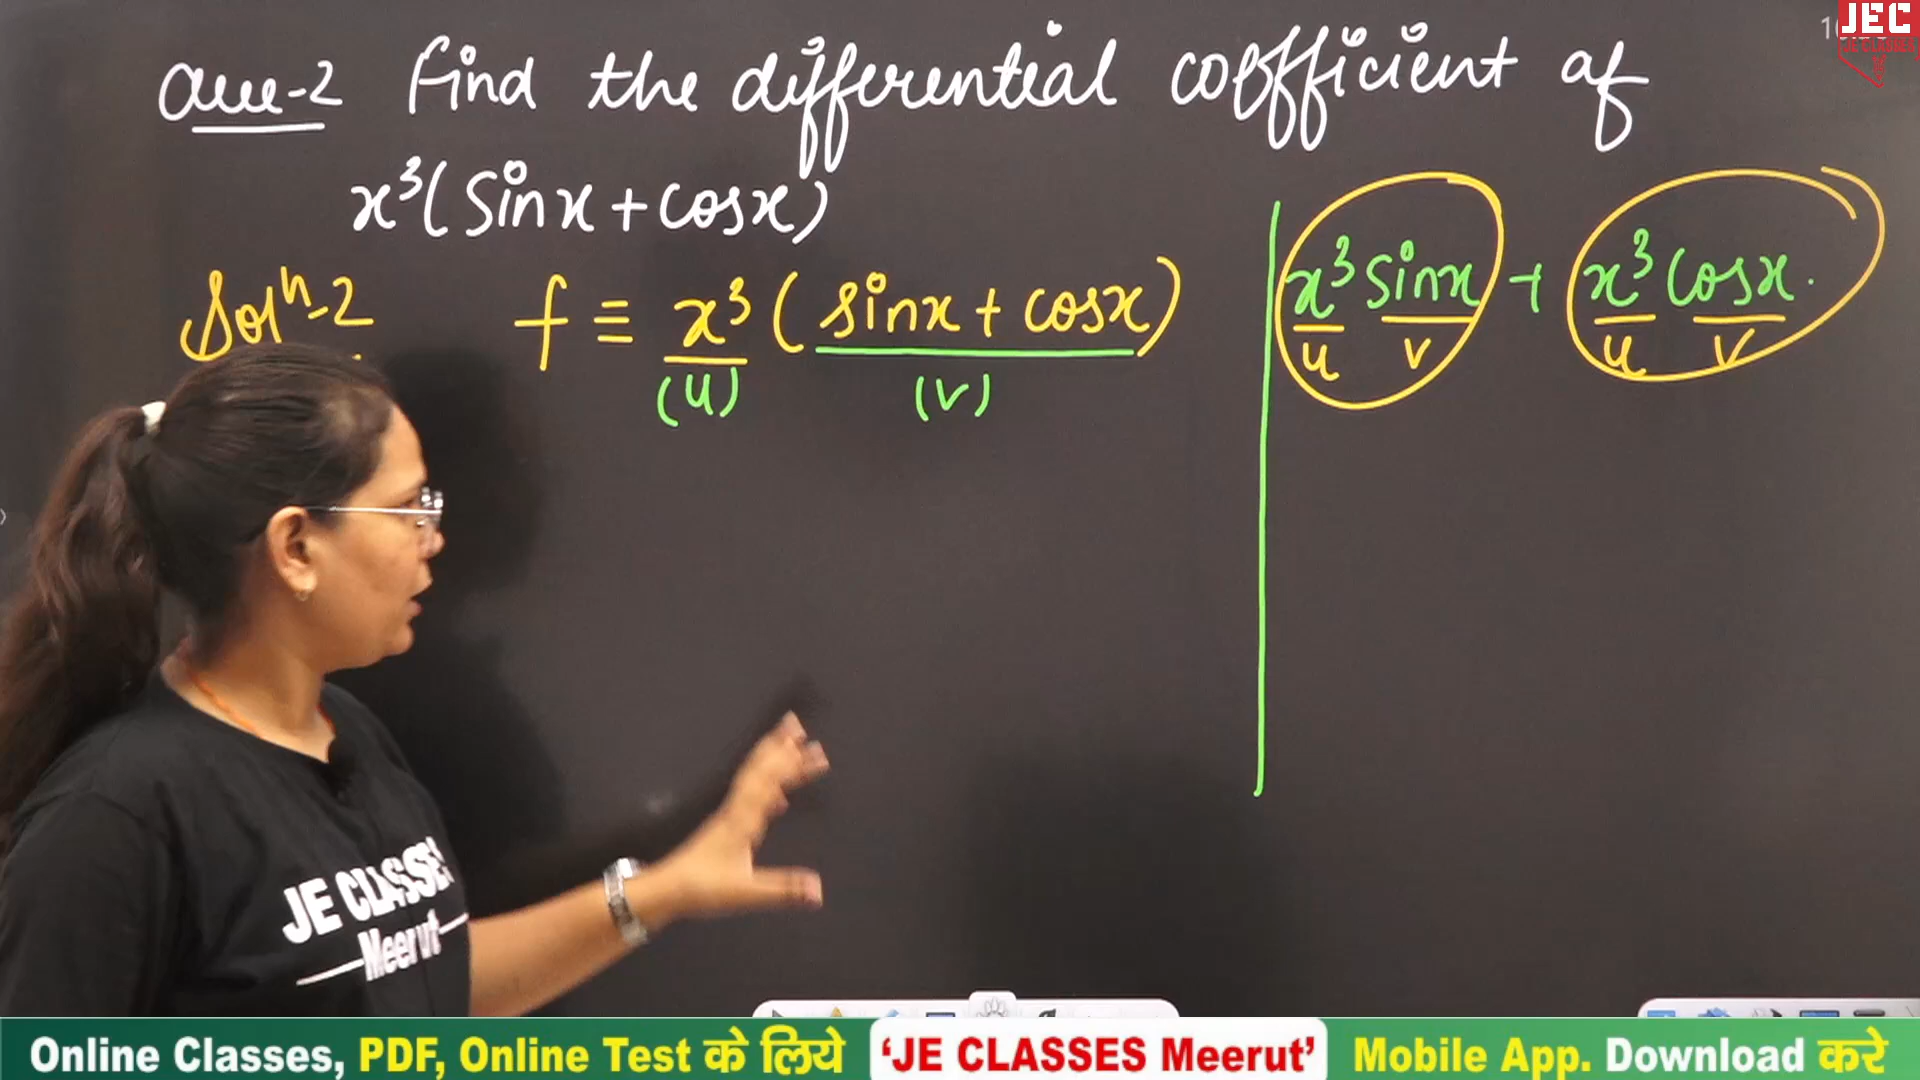 Que-2 Find the differential coefficient of
x³(Sinx + cosx)
Solⁿ-2 f ≡ x³ (sinx + cosx)
(u) (v)
x³ sinx + x³ cosx.
u v u v
JEC
JE CLASSES
JE CLASSES
Meerut
Online Classes, PDF, Online Test के लिये 'JE CLASSES Meerut' Mobile App. Download करे